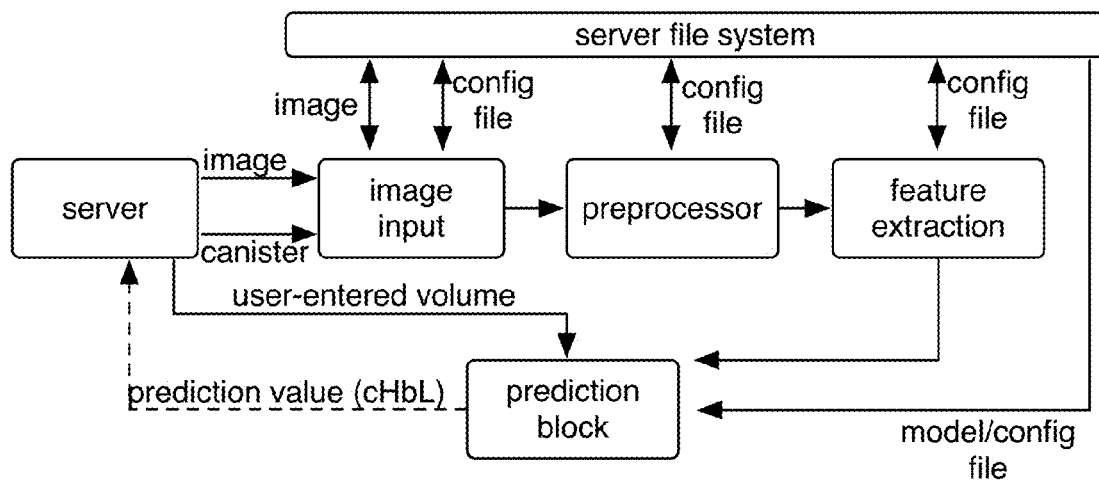 server file system
image
config
file
config
file
config
file
server
image
canister
image
input
preprocessor
feature
extraction
user-entered volume
prediction value (cHbL)
prediction
block
model/config
file